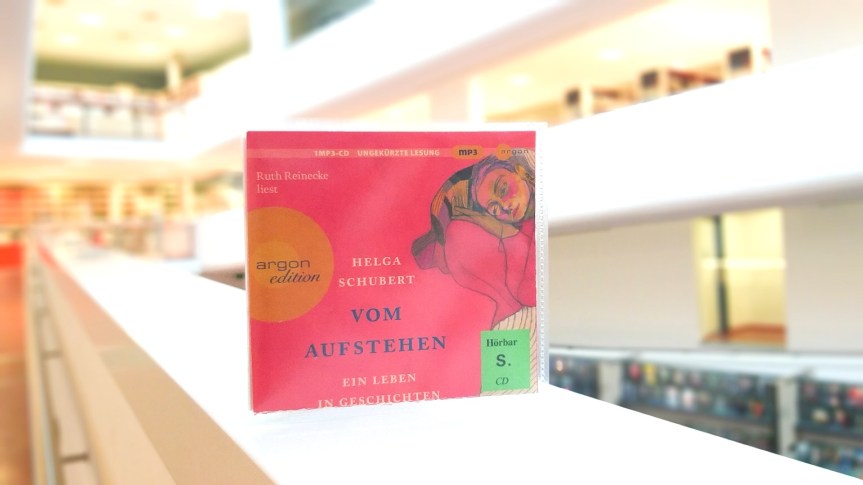 1 MP3-CD UNGEKÜRZTE LESUNG MP3 argon
Ruth Reinecke
liest
argon
edition
HELGA
SCHUBERT
VOM
AUFSTEHEN
EIN LEBEN
IN GESCHICHTEN
Hörbar
S.
CD